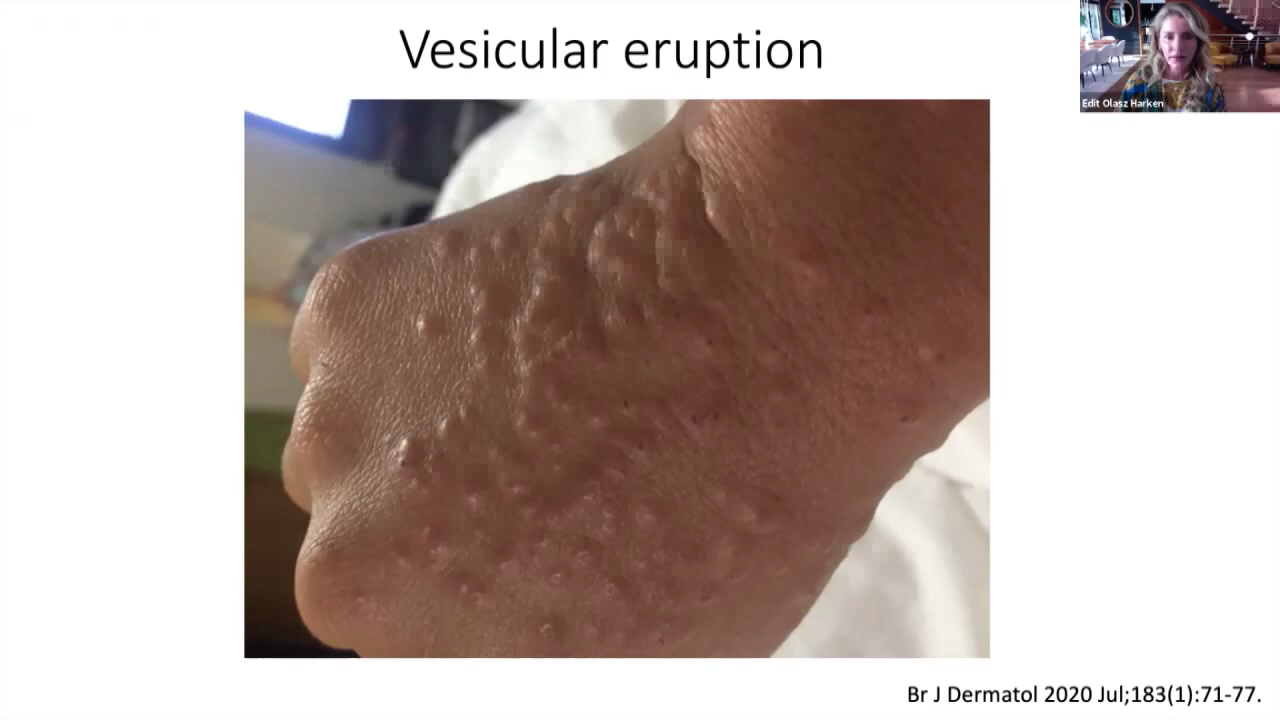 Vesicular eruption
Edit Olasz Harken
Br J Dermatol 2020 Jul;183(1):71-77.